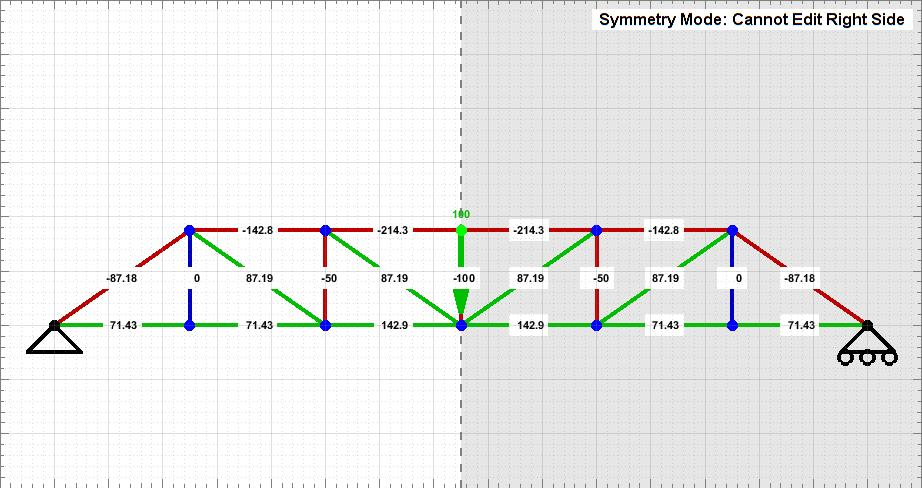 Symmetry Mode: Cannot Edit Right Side
100
-142.8 -214.3 -214.3 -142.8
-87.18 0 87.19 -50 87.19 -100 87.19 -50 87.19 0 -87.18
71.43 71.43 142.9 142.9 71.43 71.43